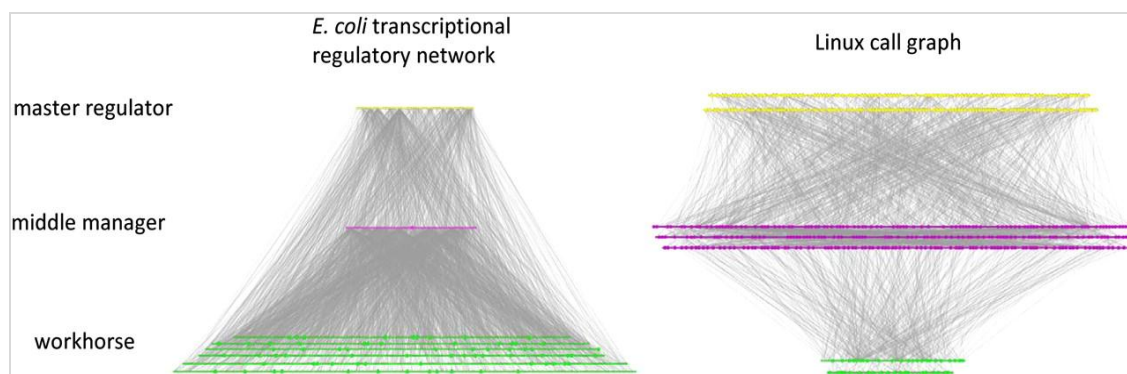 E. coli transcriptional
regulatory network
Linux call graph
master regulator
middle manager
workhorse